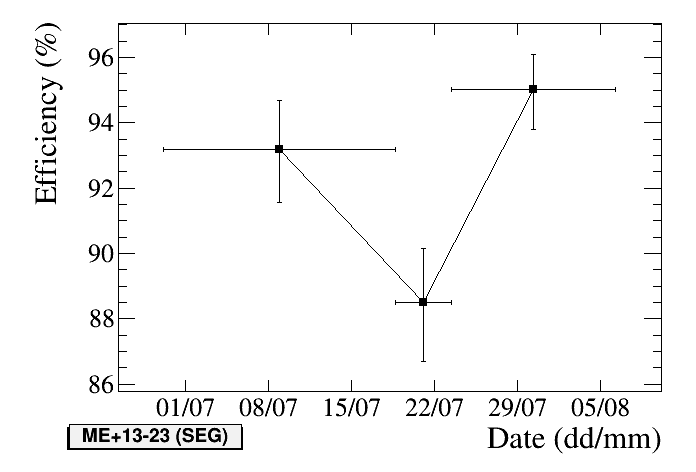 Efficiency (%)
96
94
92
90
88
86
01/07 08/07 15/07 22/07 29/07 05/08
ME+13-23 (SEG)
Date (dd/mm)